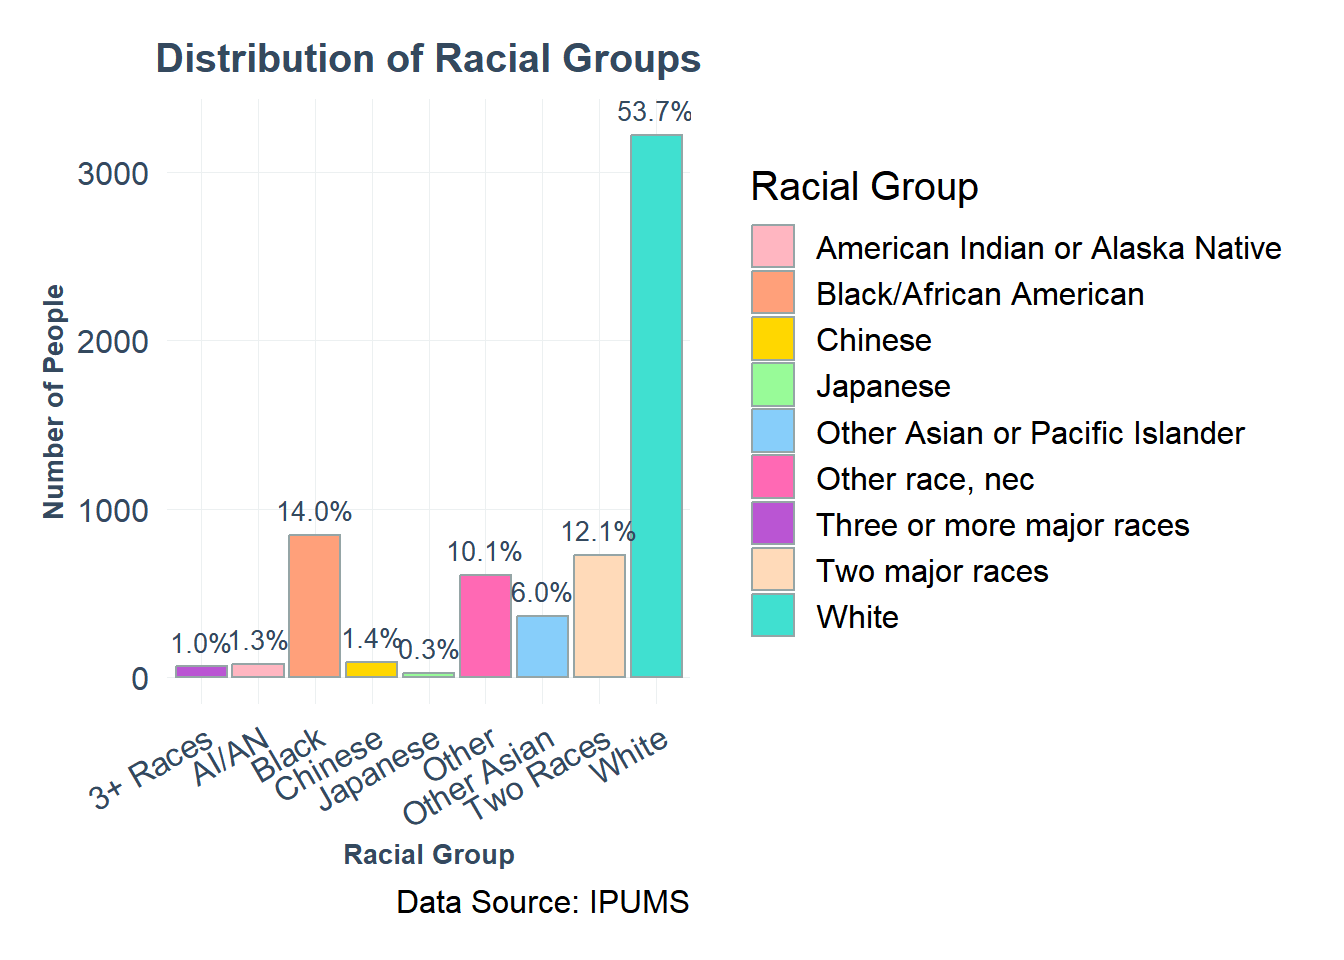 Distribution of Racial Groups
Number of People
3000
2000
1000
0
1.0%
1.3%
14.0%
1.4%
0.3%
10.1%
6.0%
12.1%
53.7%
3+ Races
AI/AN
Black
Chinese
Japanese
Other
Other Asian
Two Races
White
Racial Group
Data Source: IPUMS
Racial Group
American Indian or Alaska Native
Black/African American
Chinese
Japanese
Other Asian or Pacific Islander
Other race, nec
Three or more major races
Two major races
White